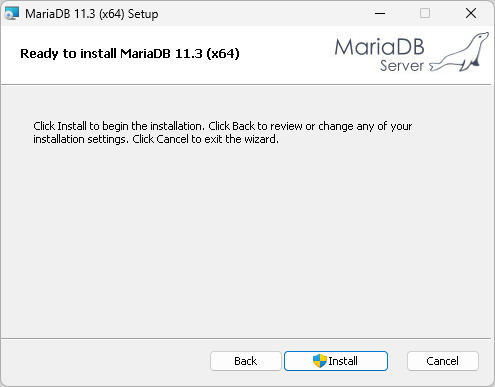 MariaDB 11.3 (x64) Setup
Ready to install MariaDB 11.3 (x64)
MariaDB
Server
Click Install to begin the installation. Click Back to review or change any of your
installation settings. Click Cancel to exit the wizard.
Back
Install
Cancel